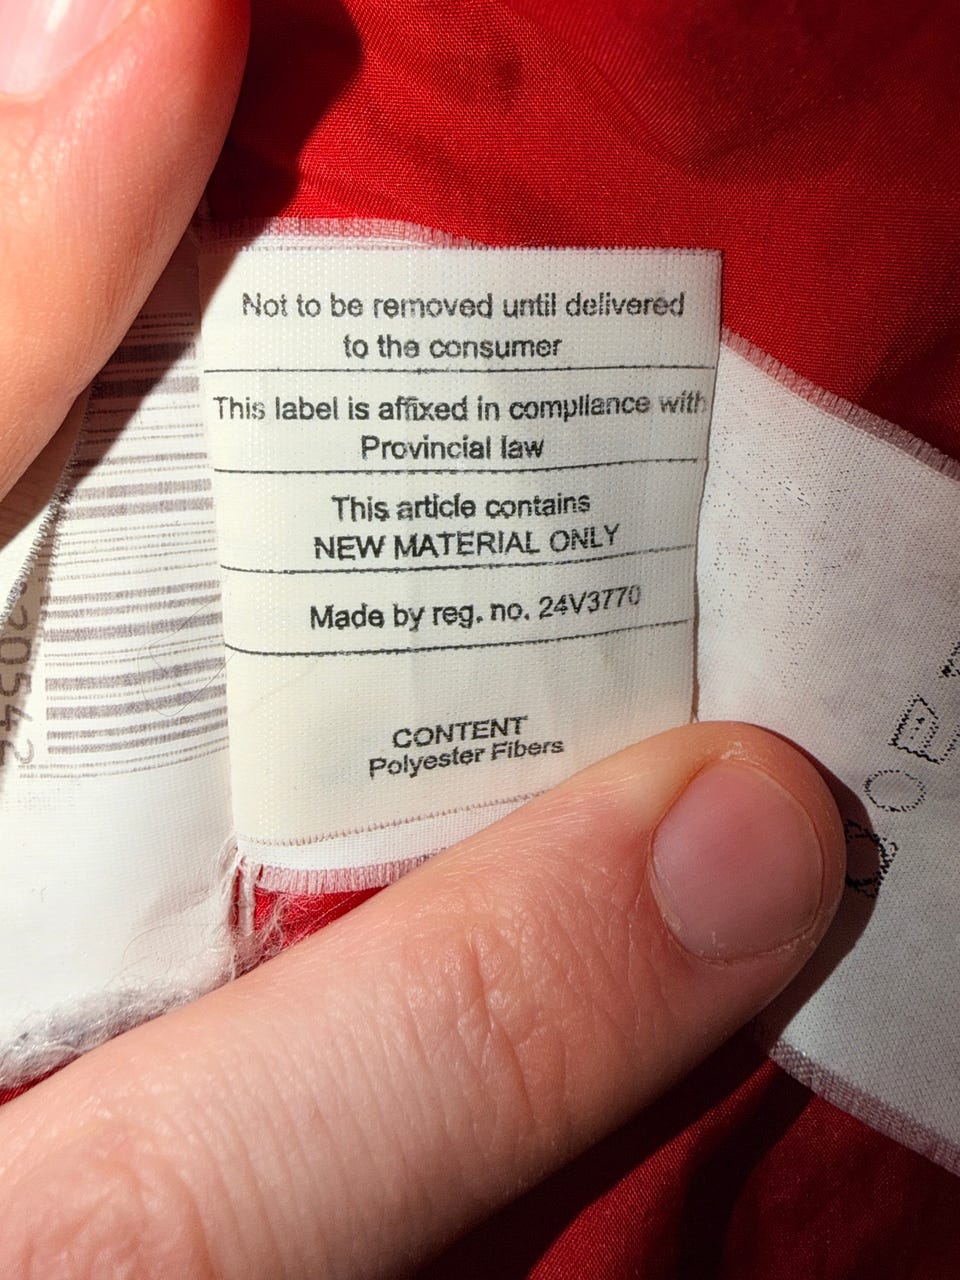 Not to be removed until delivered
to the consumer
This label is affixed in compliance with
Provincial law
This article contains
NEW MATERIAL ONLY
Made by reg. no. 24V3770
CONTENT
Polyester Fibers